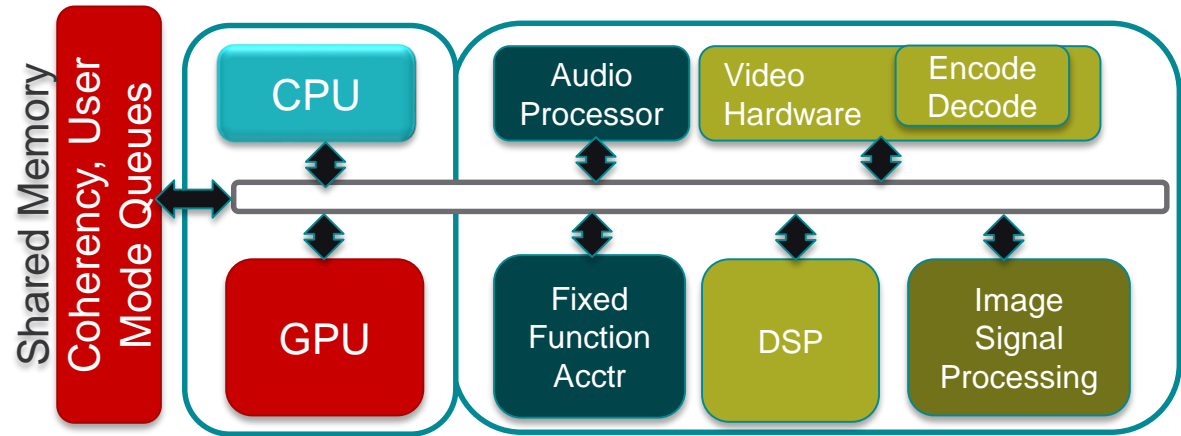 Shared Memory
Coherency, User
Mode Queues
CPU
Audio
Processor
Video
Hardware
Encode
Decode
GPU
Fixed
Function
Acctr
DSP
Image
Signal
Processing